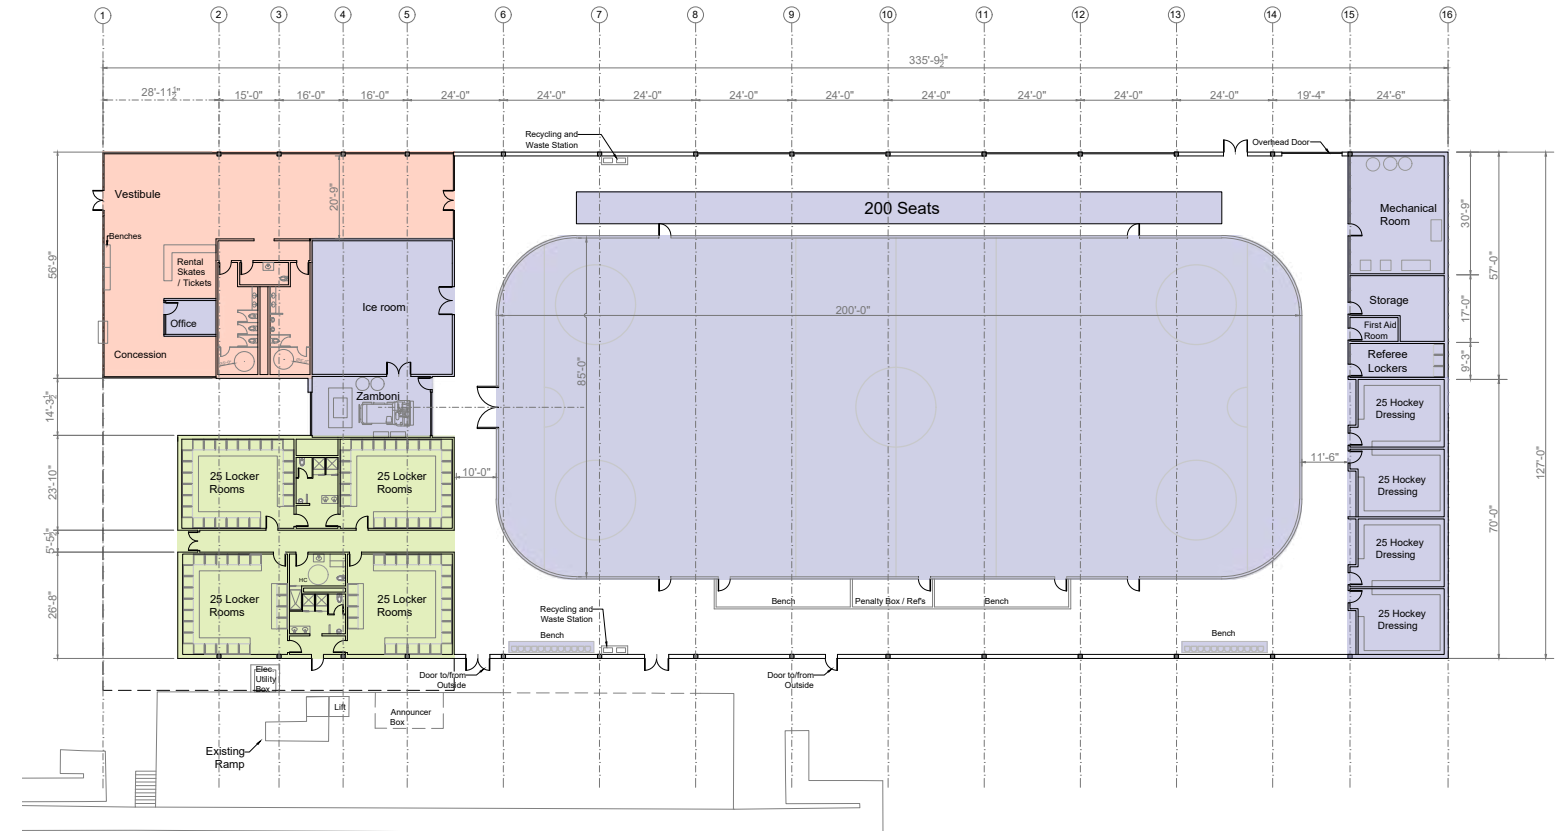 1 2 3 4 5 6 7 8 9 10 11 12 13 14 15 16
335'-9½"
28'-11½" 15'-0" 16'-0" 16'-0" 24'-0" 24'-0" 24'-0" 24'-0" 24'-0" 24'-0" 24'-0" 24'-0" 24'-0" 19'-4" 24'-6"
Recycling and
Waste Station
Overhead Door
Vestibule
20'-9"
200 Seats
Mechanical
Room
30'-9"
Benches
56'-9"
Rental
Skates
/ Tickets
Office
Concession
Ice room
200'-0"
85'-0"
Storage
First Aid
Room
Referee
Lockers
17'-0"
9'-3"
57'-0"
127'-0"
14'-3½"
Zamboni
25 Hockey
Dressing
25 Locker
Rooms
25 Locker
Rooms
23'-10"
10'-0"
11'-6"
25 Hockey
Dressing
70'-0"
5'-5½"
25 Hockey
Dressing
HC
25 Locker
Rooms
25 Locker
Rooms
26'-8"
Bench
Penalty Box / Ref's
Bench
25 Hockey
Dressing
Recycling and
Waste Station
Bench
Bench
Elec
Utility
Box
Door to/from
Outside
Door to/from
Outside
Lift
Announcer
Box
Existing
Ramp